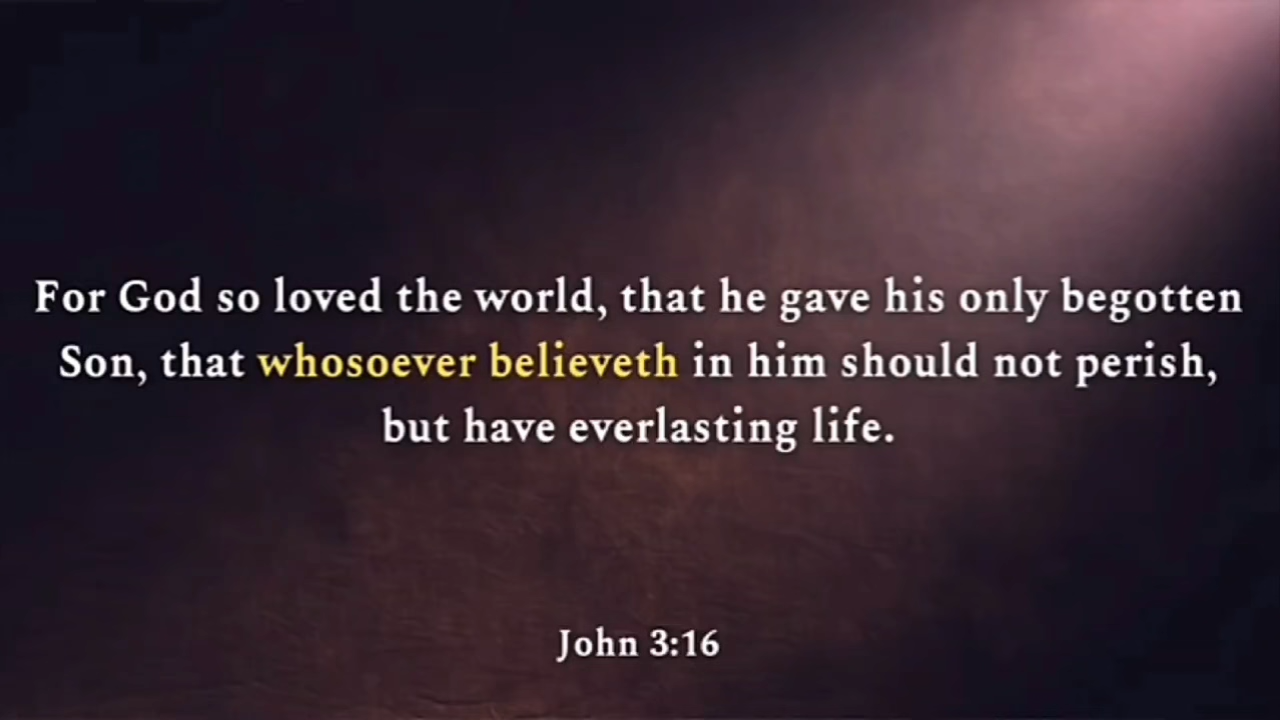 For God so loved the world, that he gave his only begotten
Son, that whosoever believeth in him should not perish,
but have everlasting life.
John 3:16